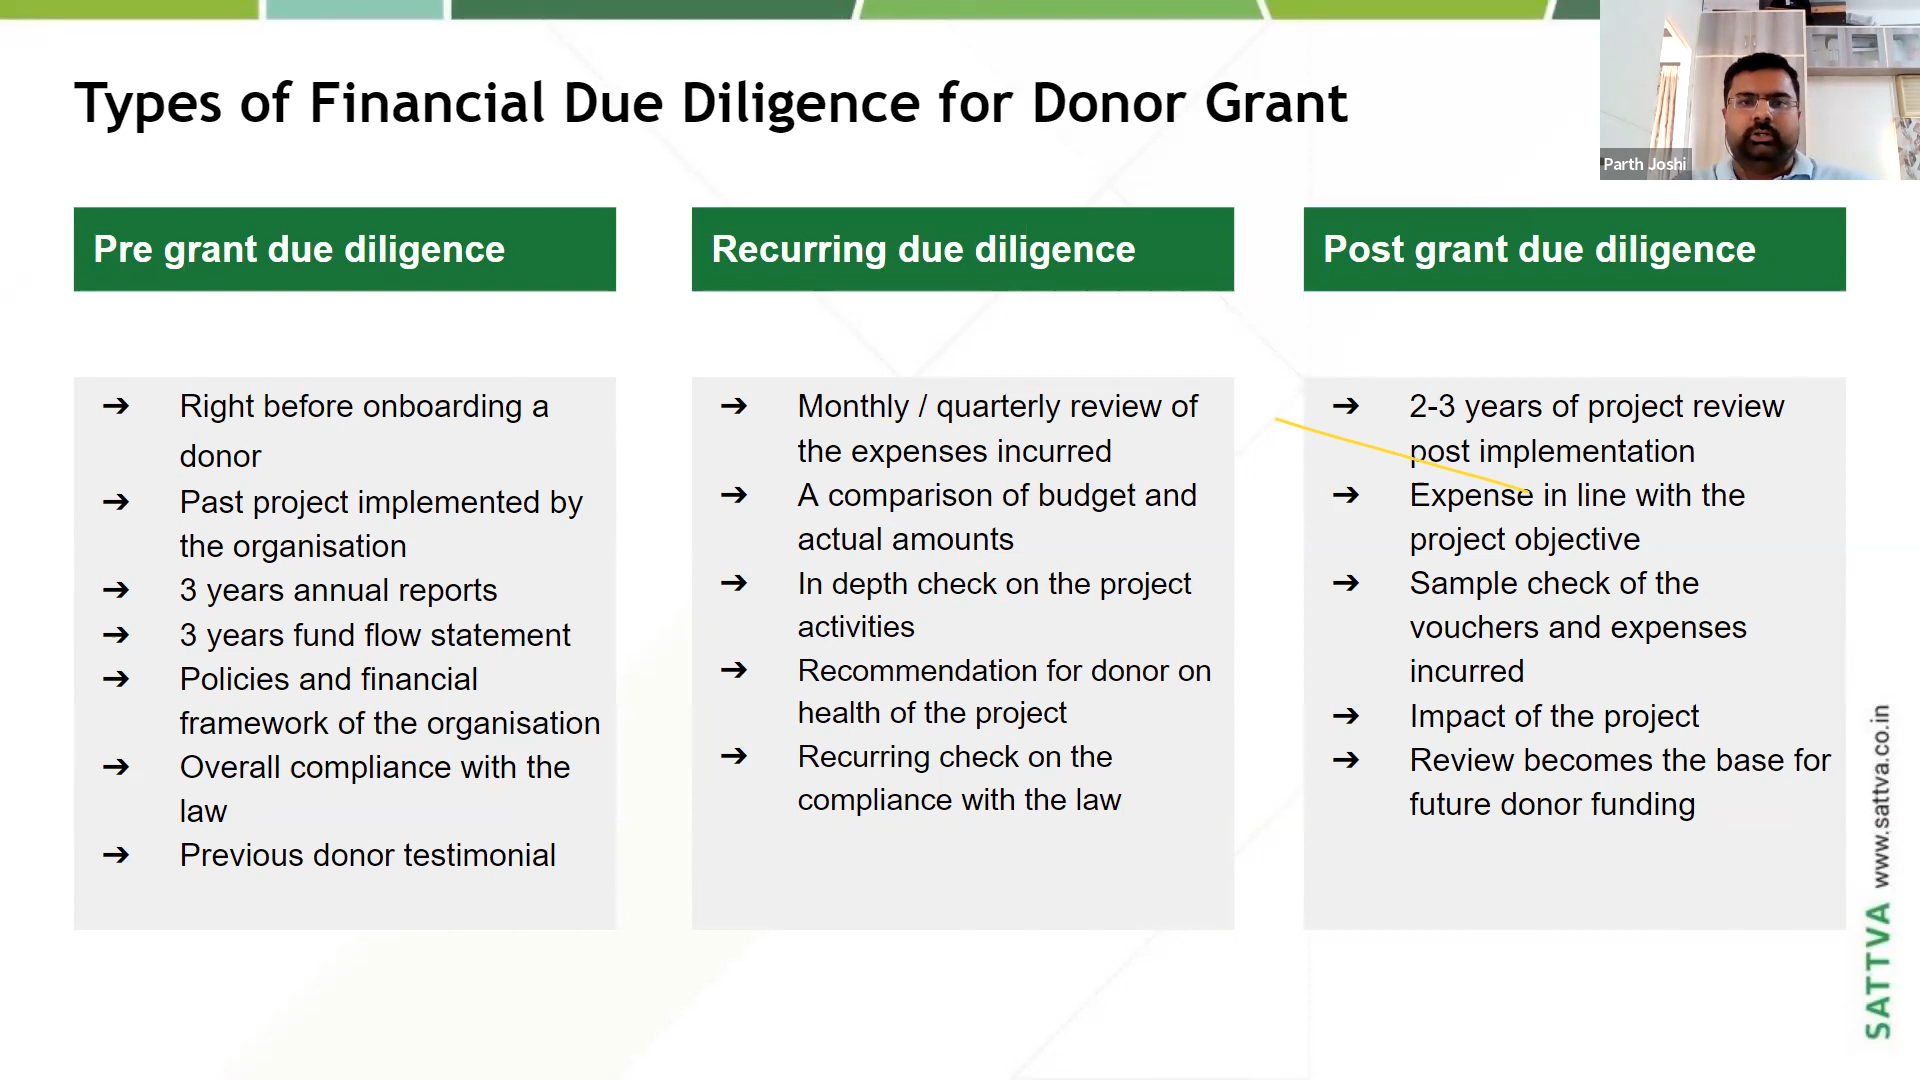 Types of Financial Due Diligence for Donor Grant
Parth Joshi
Pre grant due diligence
➔ Right before onboarding a
donor
➔ Past project implemented by
the organisation
➔ 3 years annual reports
➔ 3 years fund flow statement
➔ Policies and financial
framework of the organisation
➔ Overall compliance with the
law
➔ Previous donor testimonial
Recurring due diligence
➔ Monthly / quarterly review of
the expenses incurred
➔ A comparison of budget and
actual amounts
➔ In depth check on the project
activities
➔ Recommendation for donor on
health of the project
➔ Recurring check on the
compliance with the law
Post grant due diligence
➔ 2-3 years of project review
post implementation
➔ Expense in line with the
project objective
➔ Sample check of the
vouchers and expenses
incurred
➔ Impact of the project
➔ Review becomes the base for
future donor funding
SATTVA www.sattva.co.in